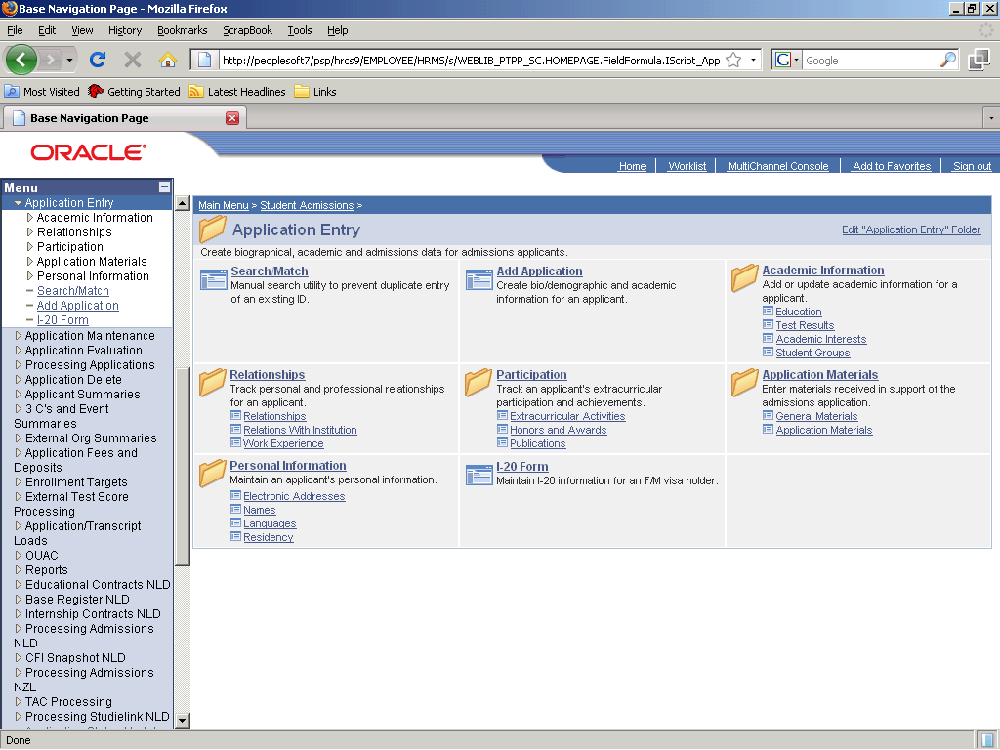 Base Navigation Page - Mozilla Firefox
File Edit View History Bookmarks ScrapBook Tools Help
http://peoplesoft7/psp/hrcs9/EMPLOYEE/HRMS/s/WEBLIB_PTPP_SC.HOMEPAGE.FieldFormula.IScript_App
G Google
Most Visited Getting Started Latest Headlines Links
Base Navigation Page
ORACLE
Home Worklist MultiChannel Console Add to Favorites Sign out
Menu
Application Entry
Academic Information
Relationships
Participation
Application Materials
Personal Information
Search/Match
Add Application
I-20 Form
Application Maintenance
Application Evaluation
Processing Applications
Application Delete
Applicant Summaries
3 C's and Event
Summaries
External Org Summaries
Application Fees and
Deposits
Enrollment Targets
External Test Score
Processing
Application/Transcript
Loads
OUAC
Reports
Educational Contracts NLD
Base Register NLD
Internship Contracts NLD
Processing Admissions
NLD
CFI Snapshot NLD
Processing Admissions
NZL
TAC Processing
Processing Studielink NLD
Main Menu > Student Admissions >
Application Entry
Edit "Application Entry" Folder
Create biographical, academic and admissions data for admissions applicants.
Search/Match
Manual search utility to prevent duplicate entry
of an existing ID.
Add Application
Create bio/demographic and academic
information for an applicant.
Academic Information
Add or update academic information for a
applicant.
Education
Test Results
Academic Interests
Student Groups
Relationships
Track personal and professional relationships
for an applicant.
Relationships
Relations With Institution
Work Experience
Participation
Track an applicant's extracurricular
participation and achievements.
Extracurricular Activities
Honors and Awards
Publications
Application Materials
Enter materials received in support of the
admissions application.
General Materials
Application Materials
Personal Information
Maintain an applicant's personal information.
Electronic Addresses
Names
Languages
Residency
I-20 Form
Maintain I-20 information for an F/M visa holder.
Done